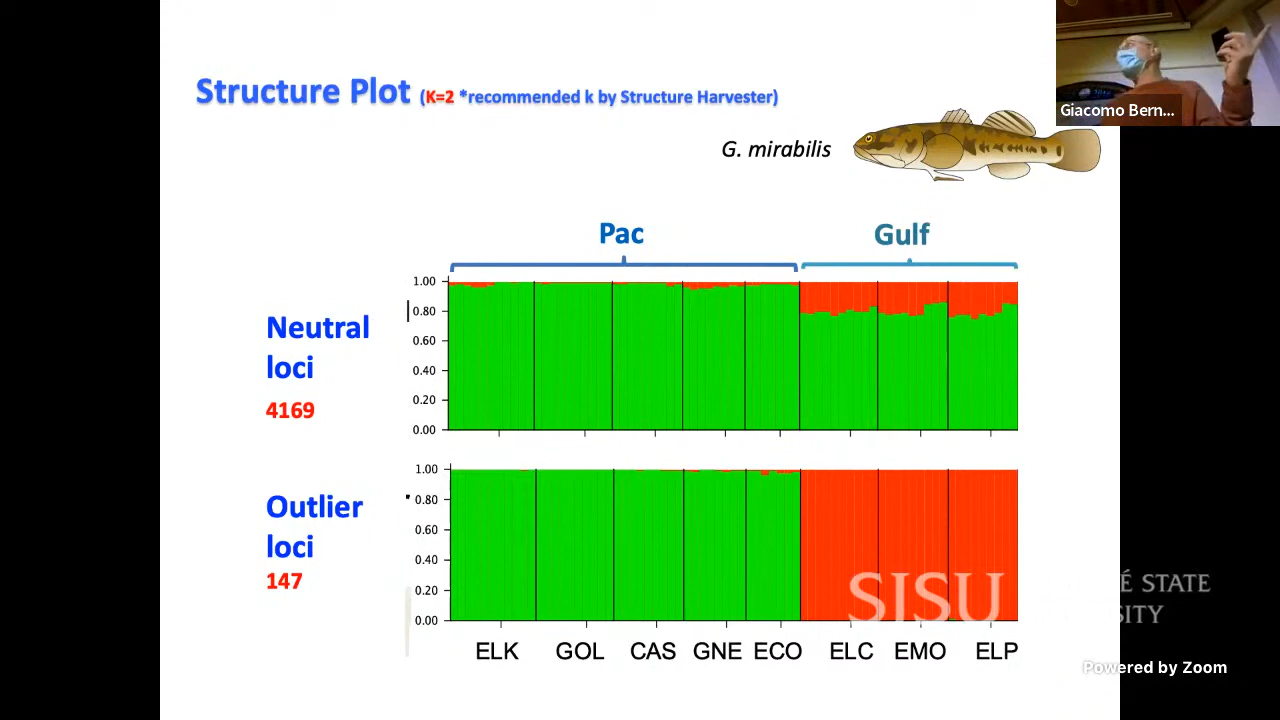 Structure Plot (K=2 *recommended k by Structure Harvester)
Giacomo Bern...
G. mirabilis
Pac
Gulf
Neutral
loci
4169
1.00
0.80
0.60
0.40
0.20
0.00
Outlier
loci
147
1.00
0.80
0.60
0.40
0.20
0.00
ELK GOL CAS GNE ECO ELC EMO ELP
SJSU
É STATE
SITY
Powered by Zoom